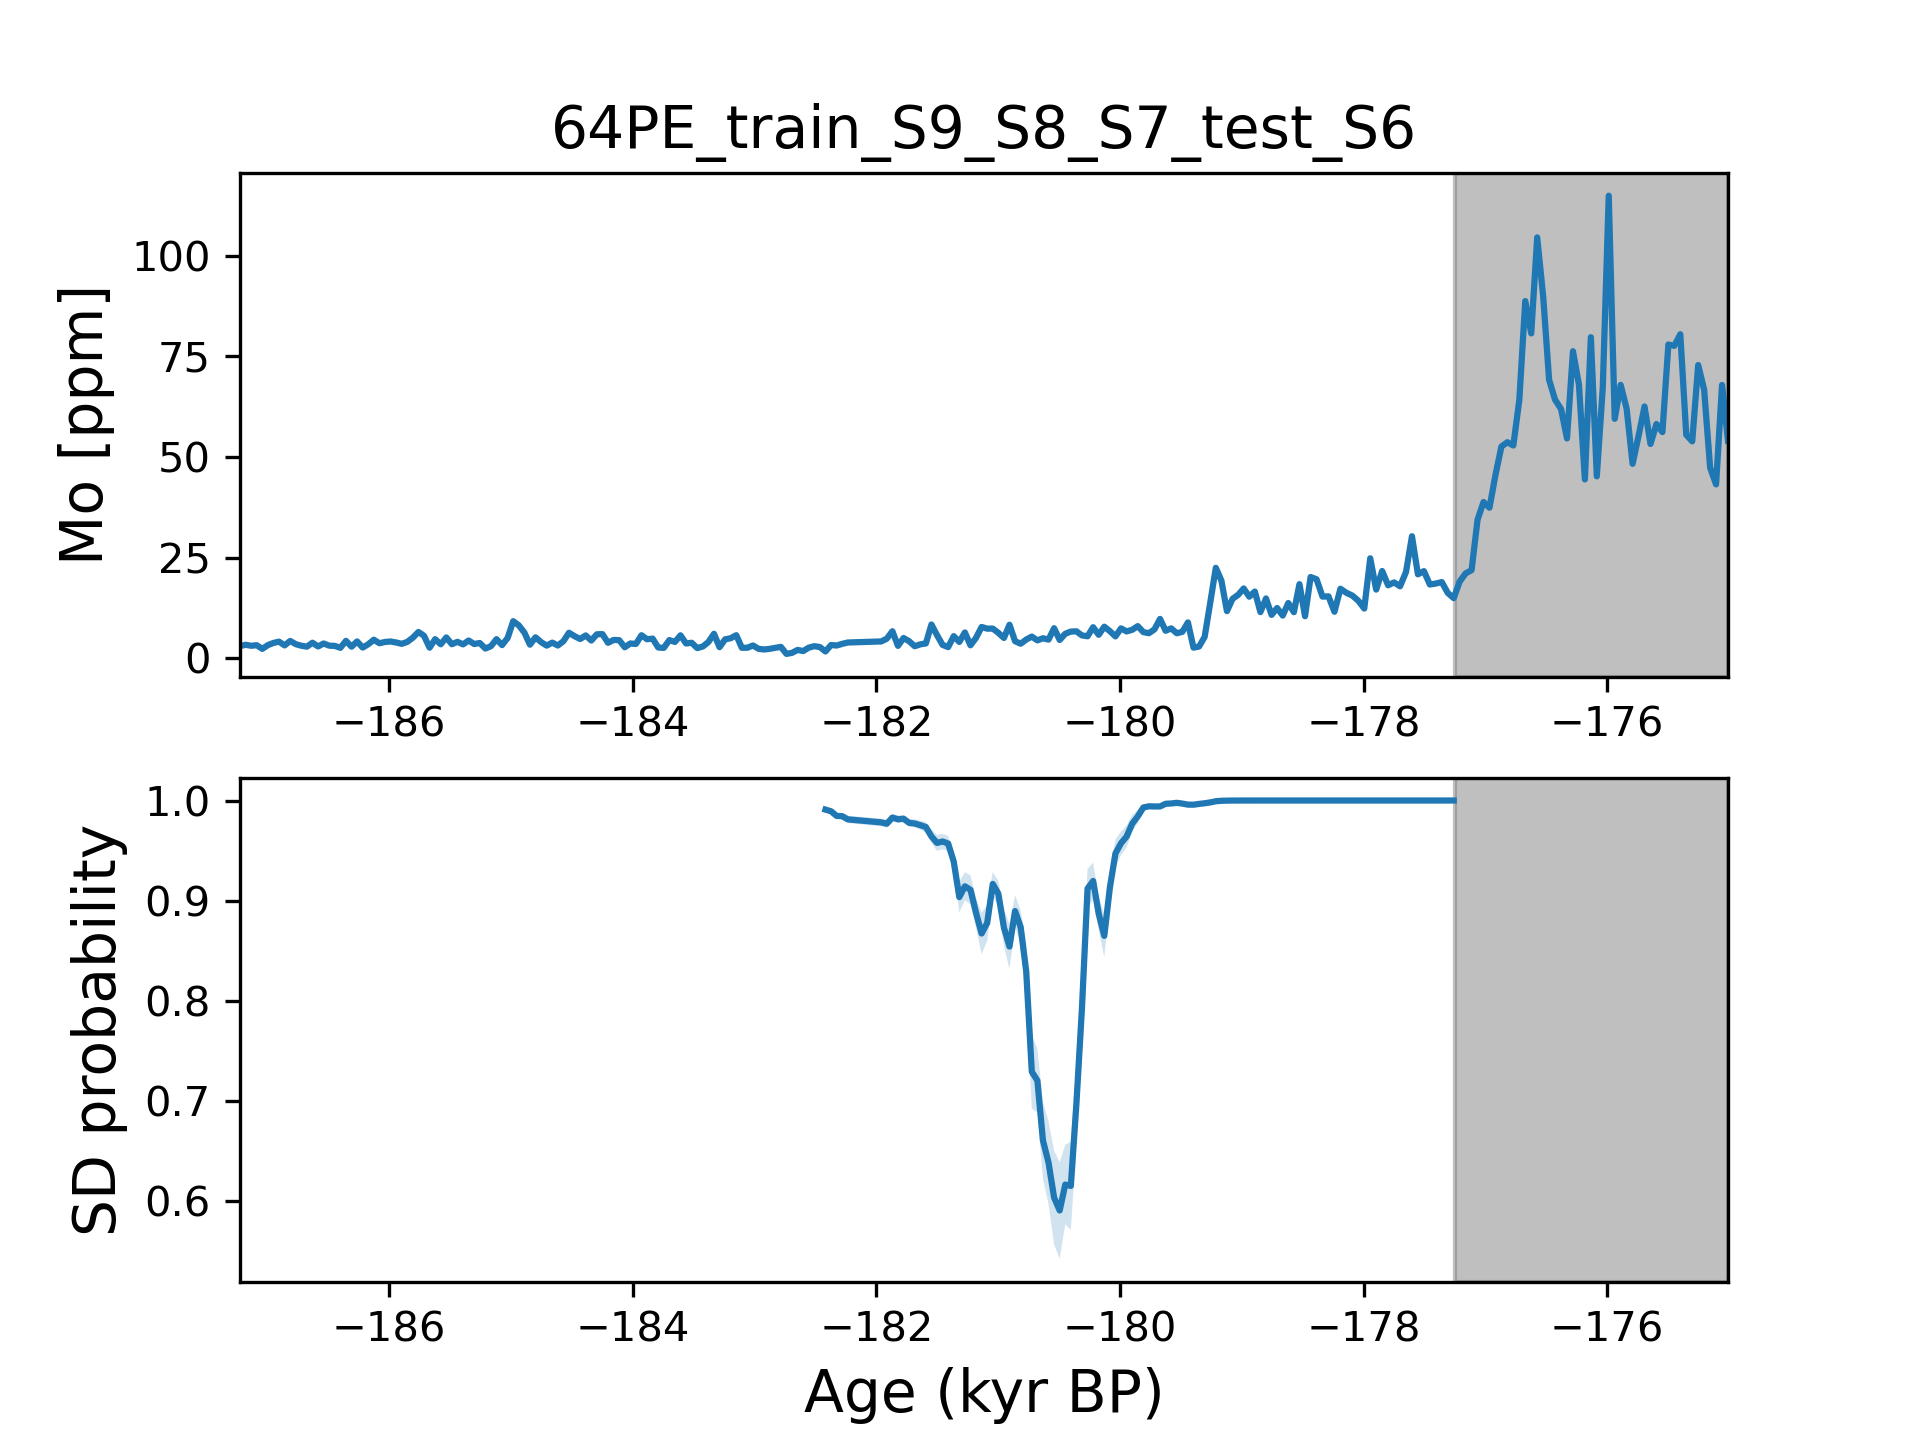 64PE_train_S9_S8_S7_test_S6
Mo [ppm]
100
75
50
25
0
−186 −184 −182 −180 −178 −176
SD probability
1.0
0.9
0.8
0.7
0.6
−186 −184 −182 −180 −178 −176
Age (kyr BP)